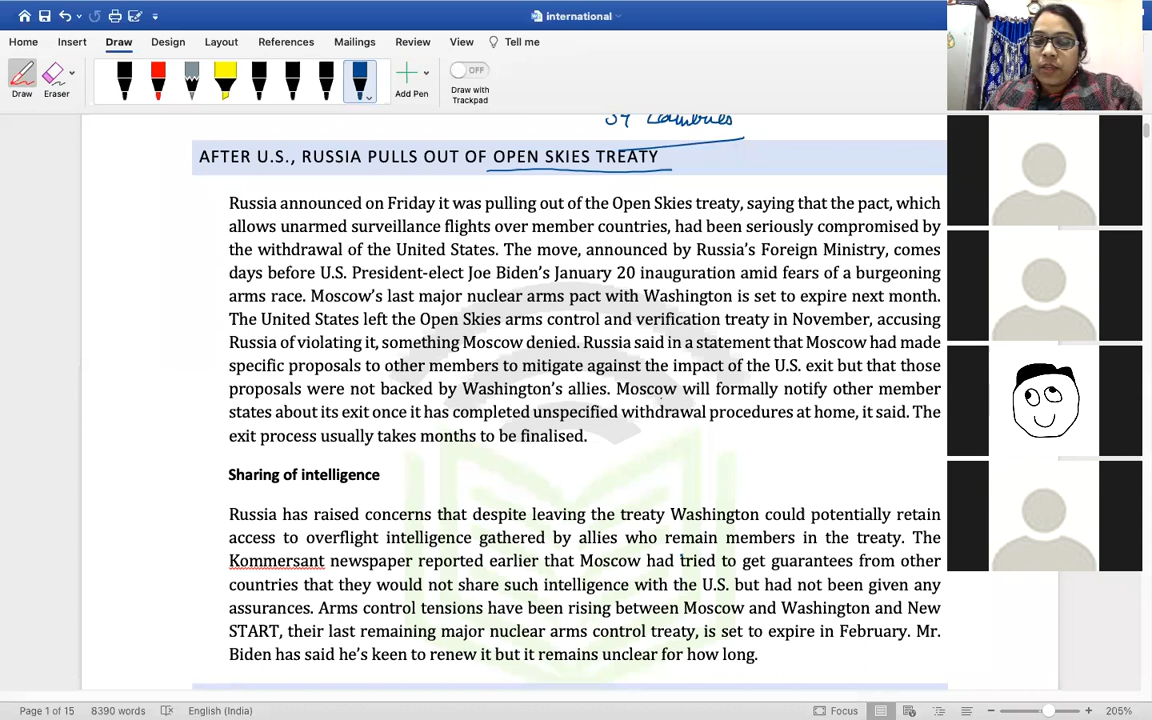 international
Home Insert Draw Design Layout References Mailings Review View Tell me
Draw Eraser Add Pen OFF Draw with Trackpad
34 Countries
AFTER U.S., RUSSIA PULLS OUT OF OPEN SKIES TREATY
Russia announced on Friday it was pulling out of the Open Skies treaty, saying that the pact, which
allows unarmed surveillance flights over member countries, had been seriously compromised by
the withdrawal of the United States. The move, announced by Russia's Foreign Ministry, comes
days before U.S. President-elect Joe Biden's January 20 inauguration amid fears of a burgeoning
arms race. Moscow's last major nuclear arms pact with Washington is set to expire next month.
The United States left the Open Skies arms control and verification treaty in November, accusing
Russia of violating it, something Moscow denied. Russia said in a statement that Moscow had made
specific proposals to other members to mitigate against the impact of the U.S. exit but that those
proposals were not backed by Washington's allies. Moscow will formally notify other member
states about its exit once it has completed unspecified withdrawal procedures at home, it said. The
exit process usually takes months to be finalised.
Sharing of intelligence
Russia has raised concerns that despite leaving the treaty Washington could potentially retain
access to overflight intelligence gathered by allies who remain members in the treaty. The
Kommersant newspaper reported earlier that Moscow had tried to get guarantees from other
countries that they would not share such intelligence with the U.S. but had not been given any
assurances. Arms control tensions have been rising between Moscow and Washington and New
START, their last remaining major nuclear arms control treaty, is set to expire in February. Mr.
Biden has said he's keen to renew it but it remains unclear for how long.
Page 1 of 15 8390 words English (India) Focus 205%